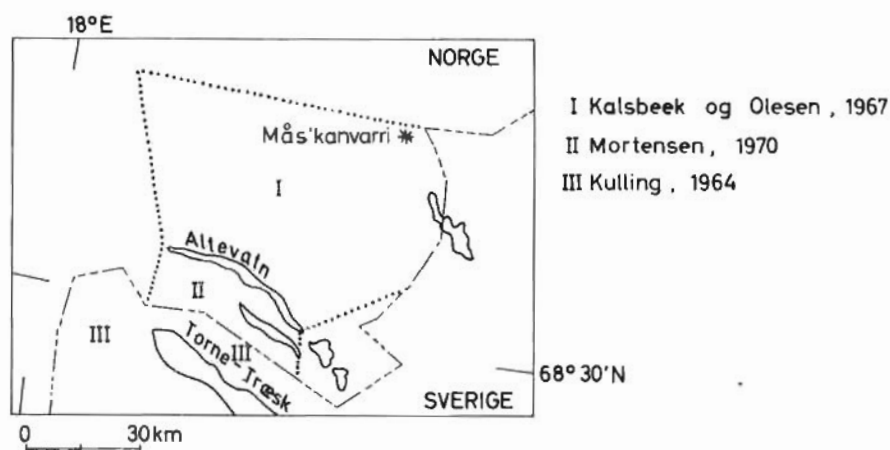 18°E
NORGE
I Kalsbeek og Olesen, 1967
Mås'kanvarri
II Mortensen, 1970
III Kulling, 1964
I
Altevatn
II
III
III
Torne-Træsk
68°30'N
SVERIGE
0 30km